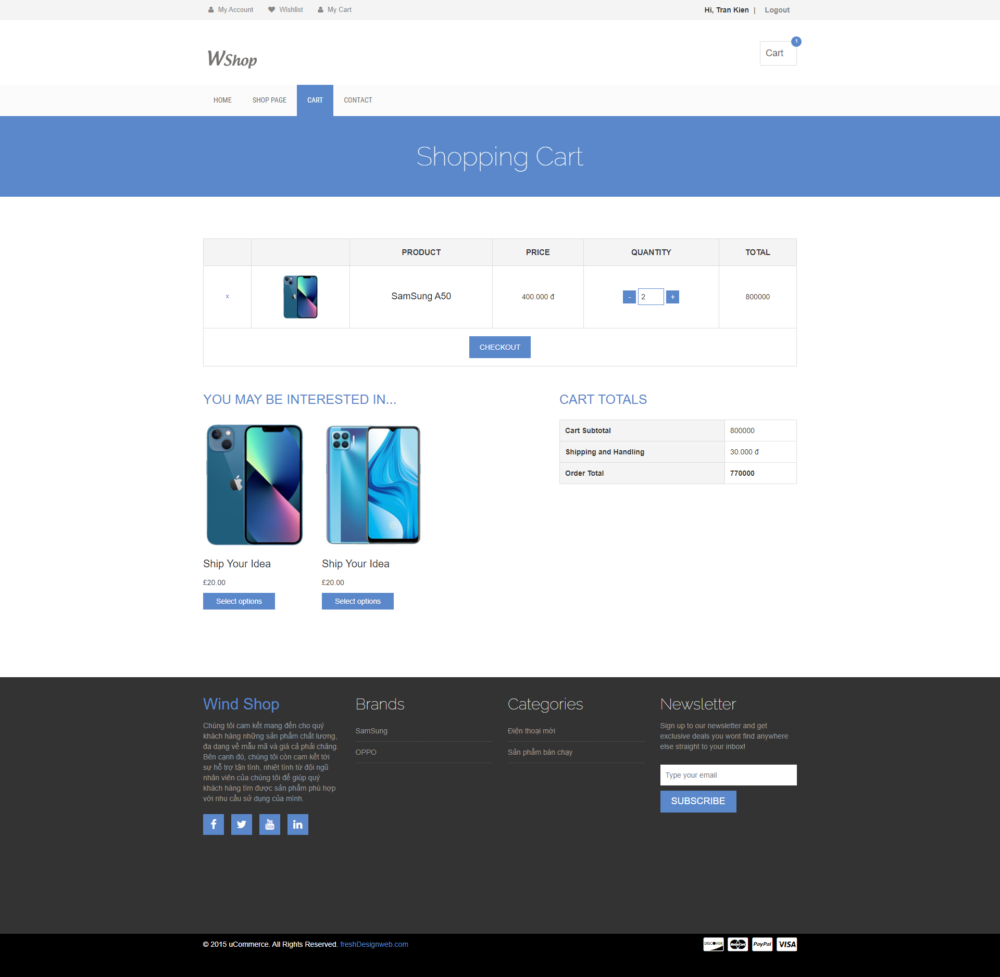 My Account
Wishlist
My Cart
Hi, Tran Kien | Logout
WShop
Cart
1
HOME
SHOP PAGE
CART
CONTACT
Shopping Cart
PRODUCT
PRICE
QUANTITY
TOTAL
x
SamSung A50
400.000 đ
-
2
+
800000
CHECKOUT
YOU MAY BE INTERESTED IN...
Ship Your Idea
£20.00
Select options
Ship Your Idea
£20.00
Select options
CART TOTALS
Cart Subtotal
800000
Shipping and Handling
30.000 đ
Order Total
770000
Wind Shop
Chúng tôi cam kết mang đến cho quý
khách hàng những sản phẩm chất lượng,
đa dạng về mẫu mã và giá cả phải chăng.
Bên cạnh đó, chúng tôi còn cam kết tới
sự hỗ trợ tận tình, nhiệt tình từ đội ngũ
nhân viên của chúng tôi để giúp quý
khách hàng tìm được sản phẩm phù hợp
với nhu cầu sử dụng của mình.
You Tube
Brands
SamSung
OPPO
Categories
Điện thoại mới
Sản phẩm bán chạy
Newsletter
Sign up to our newsletter and get
exclusive deals you wont find anywhere
else straight to your inbox!
Type your email
SUBSCRIBE
© 2015 uCommerce. All Rights Reserved. freshDesignweb.com
DISCOVER
MasterCard
PayPal
VISA